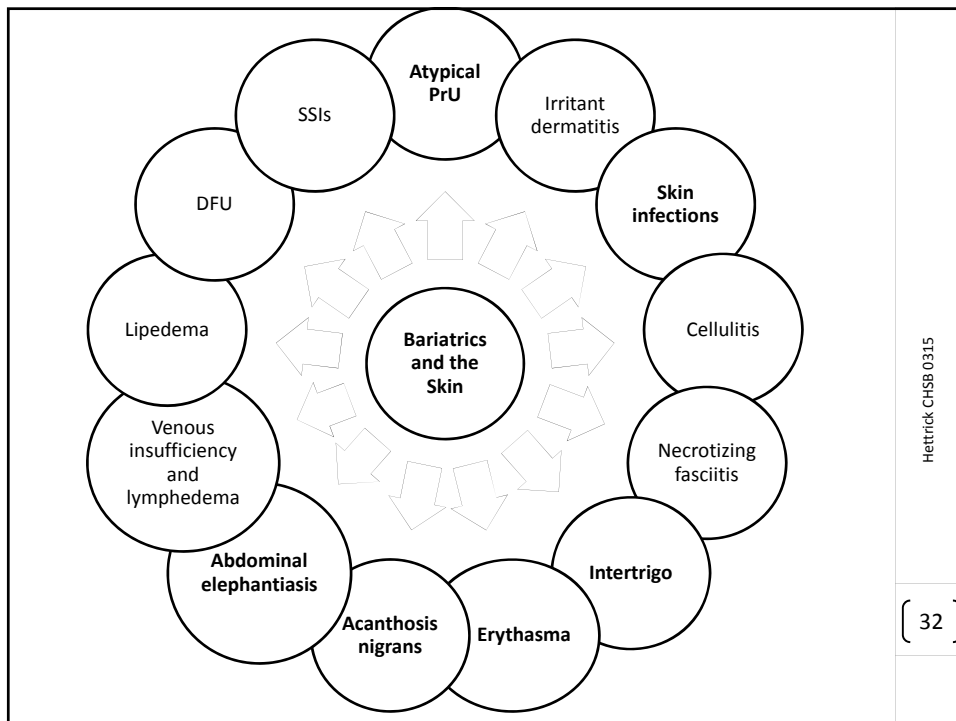 Atypical
PrU
Irritant
dermatitis
Skin
infections
Cellulitis
Necrotizing
fasciitis
Intertrigo
Erythasma
Acanthosis
nigrans
Abdominal
elephantiasis
Venous
insufficiency
and
lymphedema
Lipedema
DFU
SSIs
Bariatrics
and the
Skin
Hettrick CHSB 0315
32